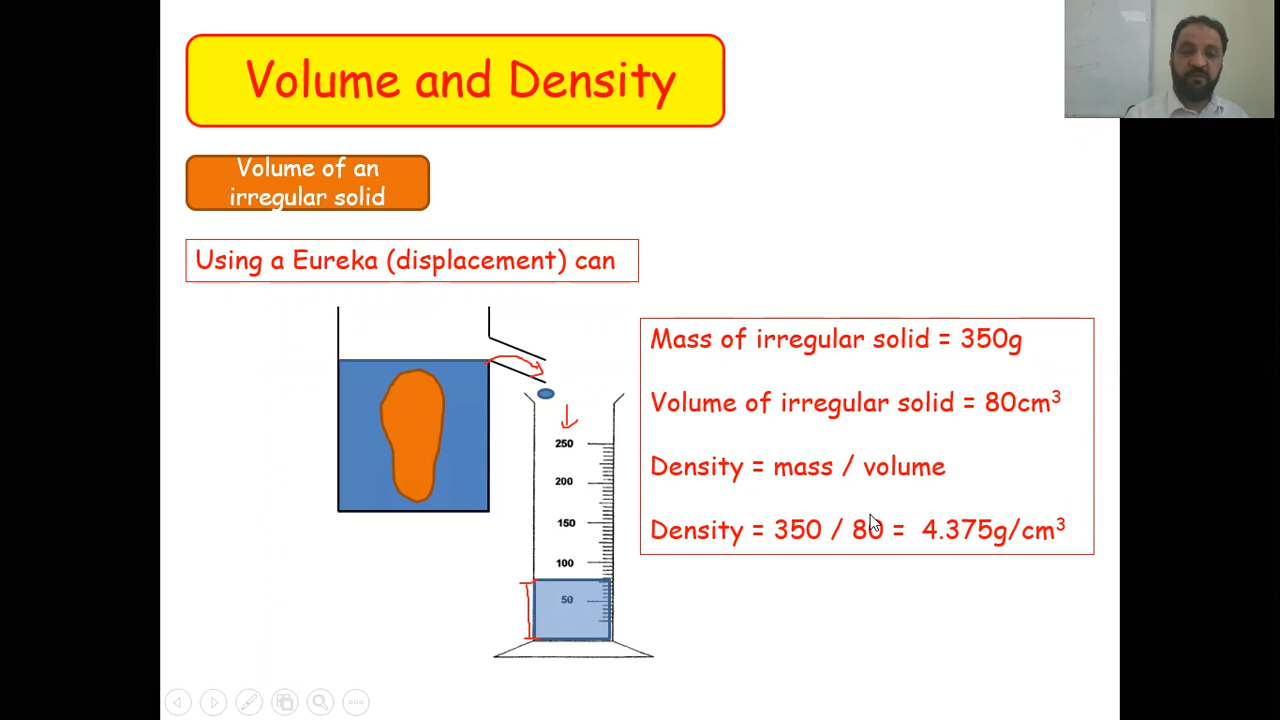 Volume and Density
Volume of an
irregular solid
Using a Eureka (displacement) can
Mass of irregular solid = 350g
Volume of irregular solid = 80cm³
Density = mass / volume
Density = 350 / 80 = 4.375g/cm³
250
200
150
100
50